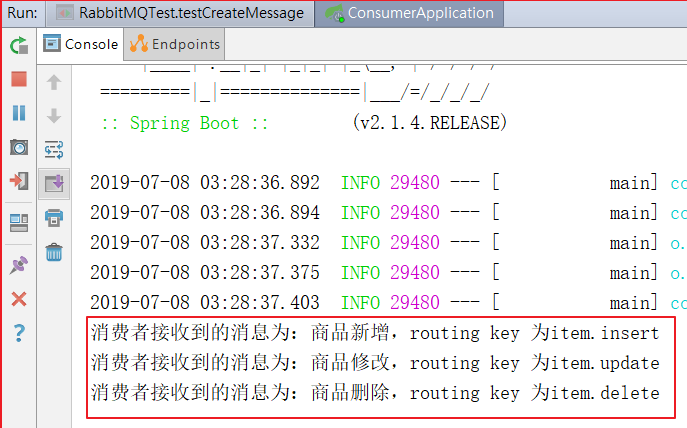 Run: RabbitMQTest.testCreateMessage ConsumerApplication
Console Endpoints
=========|_|==============|___/=/_/_/_/
:: Spring Boot :: (v2.1.4.RELEASE)
2019-07-08 03:28:36.892 INFO 29480 --- [ main] co
2019-07-08 03:28:36.894 INFO 29480 --- [ main] co
2019-07-08 03:28:37.332 INFO 29480 --- [ main] o.
2019-07-08 03:28:37.375 INFO 29480 --- [ main] o.
2019-07-08 03:28:37.403 INFO 29480 --- [ main] co
消费者接收到的消息为：商品新增，routing key 为item.insert
消费者接收到的消息为：商品修改，routing key 为item.update
消费者接收到的消息为：商品删除，routing key 为item.delete